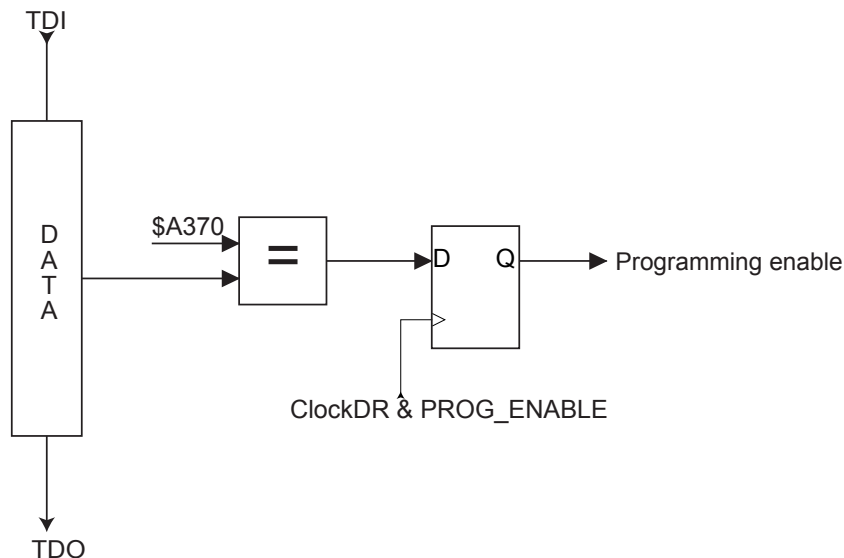 TDI
D
A
T
A
$A370
=
D
Q
Programming enable
ClockDR & PROG_ENABLE
TDO